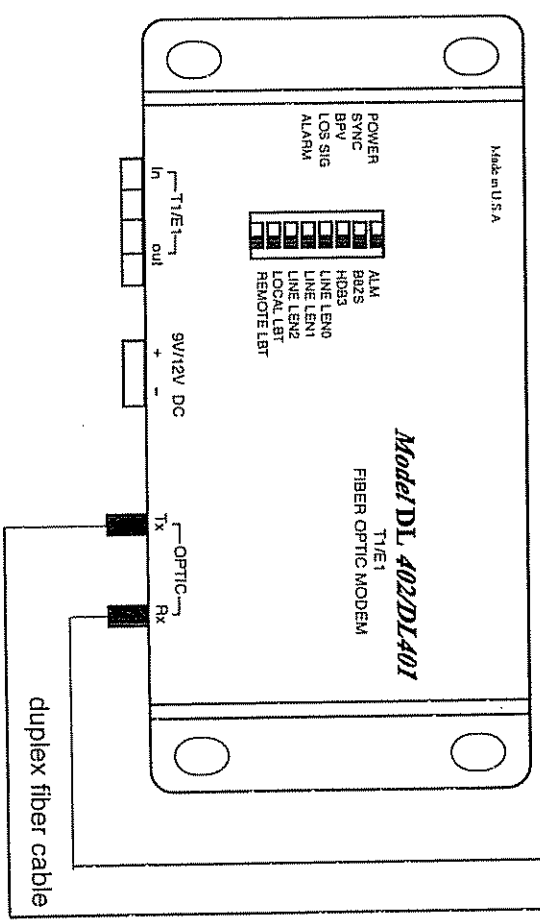 Made in U.S.A
Model DL 402/DL401
T1/E1
FIBER OPTIC MODEM
POWER
SYNC
BPV
LOS SIG
ALARM
ALM
B82S
HDB3
LINE LEN0
LINE LEN1
LINE LEN2
LOCAL LBT
REMOTE LBT
T1/E1
In
out
9V/12V DC
+ -
OPTIC
Tx
Rx
duplex fiber cable